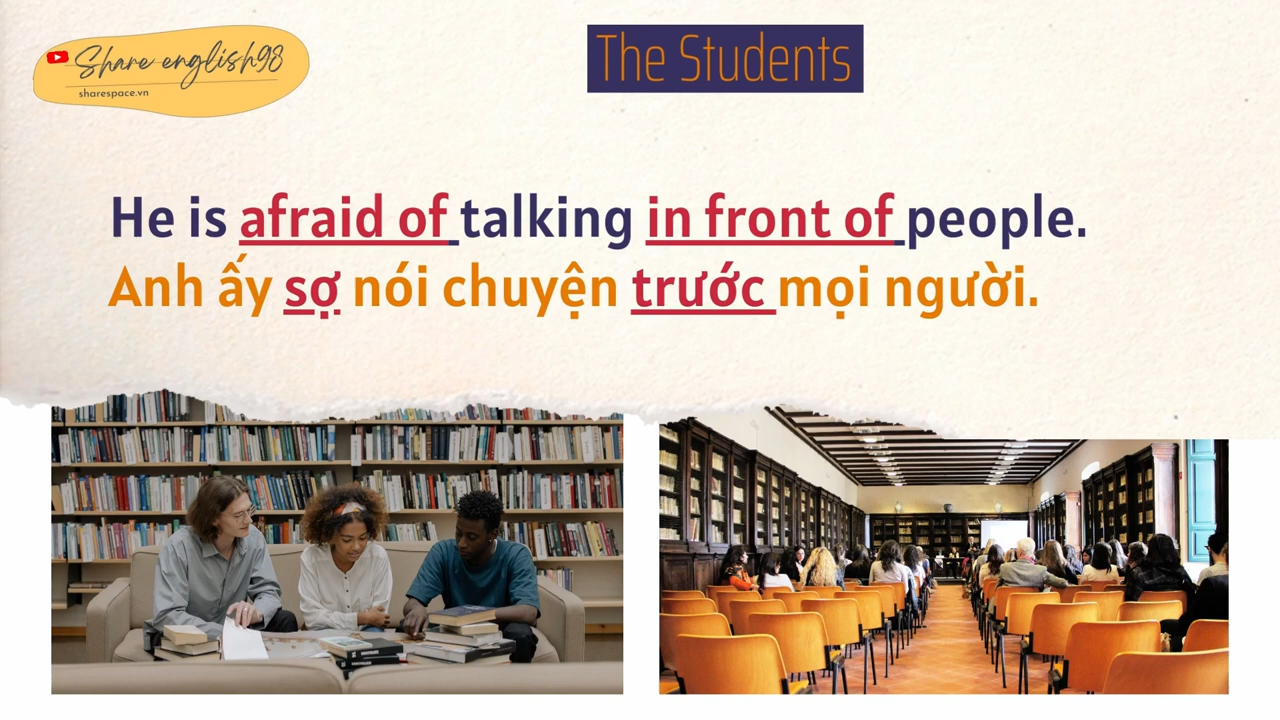 Share english98
sharespace.vn
The Students
He is afraid of talking in front of people.
Anh ấy sợ nói chuyện trước mọi người.